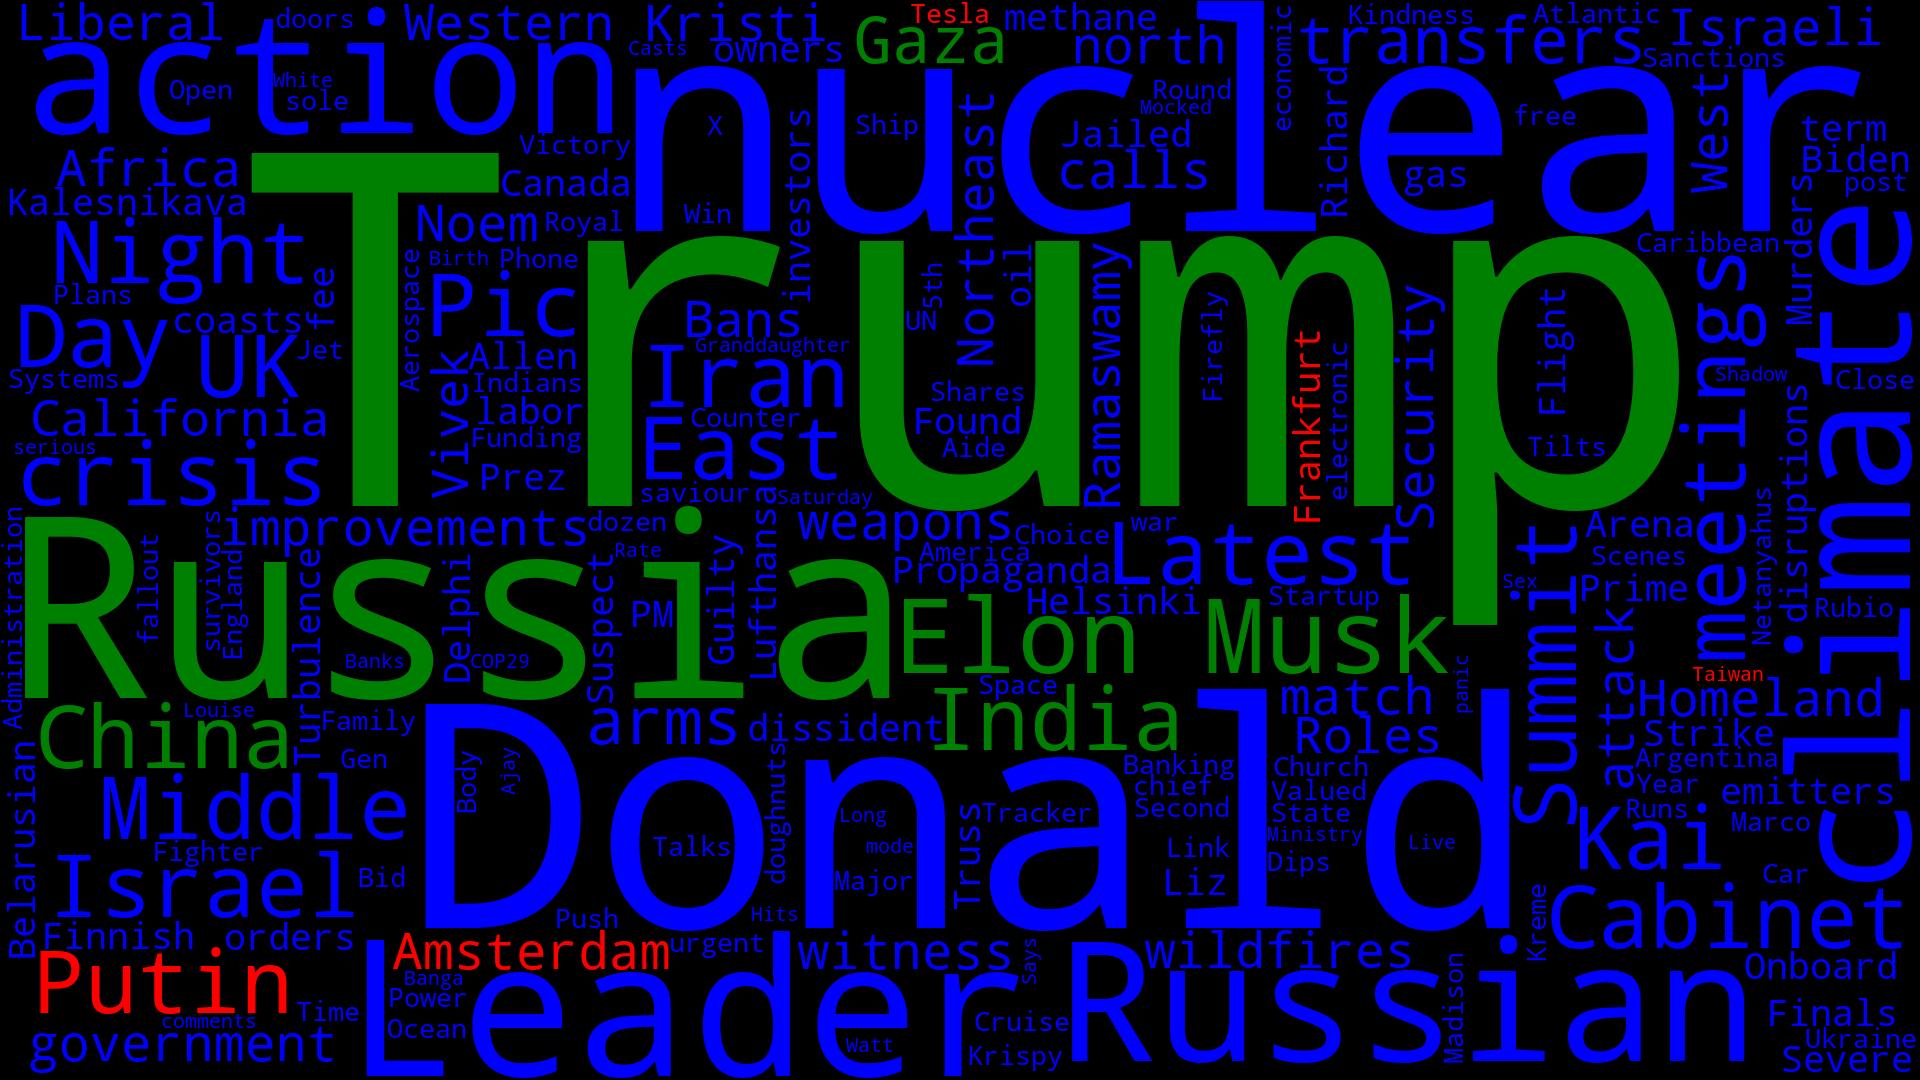 Liberal
doors
Western
Kristi
Casts
owners
Gaza
Tesla
methane
north
economic
transfers
Kindness
Atlantic
Israeli
Sanctions
action
Open
White
sole
nuclear
X
Ship
Round
Mocked
Jailed
calls
Richard
gas
free
West
term
Biden
post
Africa
Kalesnikava
Victory
Canada
Noem
Royal
Win
investors
Northeast
Trump
Night
Plans
fee
Birth
Phone
Aerospace
Pic
Bans
Granddaughter
UN
5th
oil
Ramaswamy
Firefly
Security
Flight
Caribbean
Murders
climate
Day
coasts
UK
Jet
Systems
Vivek
Allen
Indians
labor
Funding
Prez
Iran
Counter
East
Shares
Found
Aide
Frankfurt
electronic
Tilts
meetings
Shadow
Close
disruptions
California
serious
crisis
saviour
Saturday
improvements
dozen
Rate
weapons
America
Choice
war
Propaganda
Latest
Arena
Scenes
Sex
Prime
Netanyahus
Rubio
Administration
Russia
fallout
survivors
England
Turbulence
Banks
Delphi
COP29
Suspect
PM
Guilty
Lufthansa
Helsinki
Startup
Elon Musk
Summit
attack
Taiwan
Homeland
China
Louise
Family
Gen
arms
dissident
Space
India
match
Roles
panic
Strike
Argentina
Year
Runs
emitters
Marco
Belarusian
Middle
Fighter
Israel
Bid
Donald
Body
Ajay
Talks
doughnuts
Long
mode
Major
Truss
Tracker
Banking
chief
Second
Link
Liz
Church
Valued
State
Ministry
Dips
Live
Kai
Car
Finnish
orders
Push
Hits
Kreme
Cabinet
Putin
Amsterdam
urgent
witness
Says
wildfires
Onboard
Time
comments
government
Banga
Power
Ocean
Leader
Watt
Cruise
Krispy
Russian
Madison
Finals
Ukraine
Severe